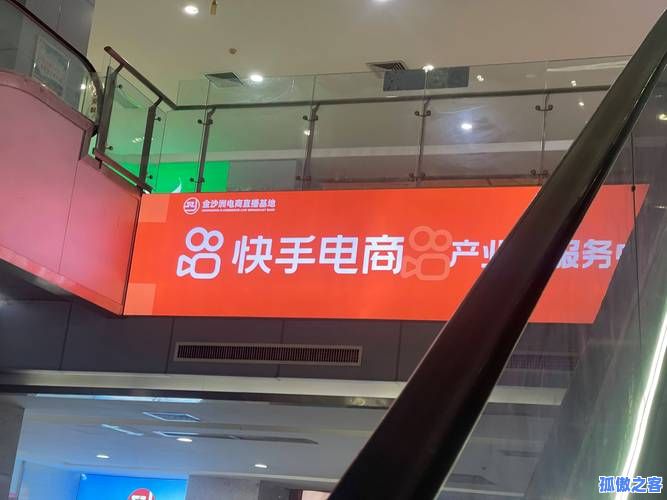 金沙洲电商直播基地
快手电商 产业 服务
孤傲之客